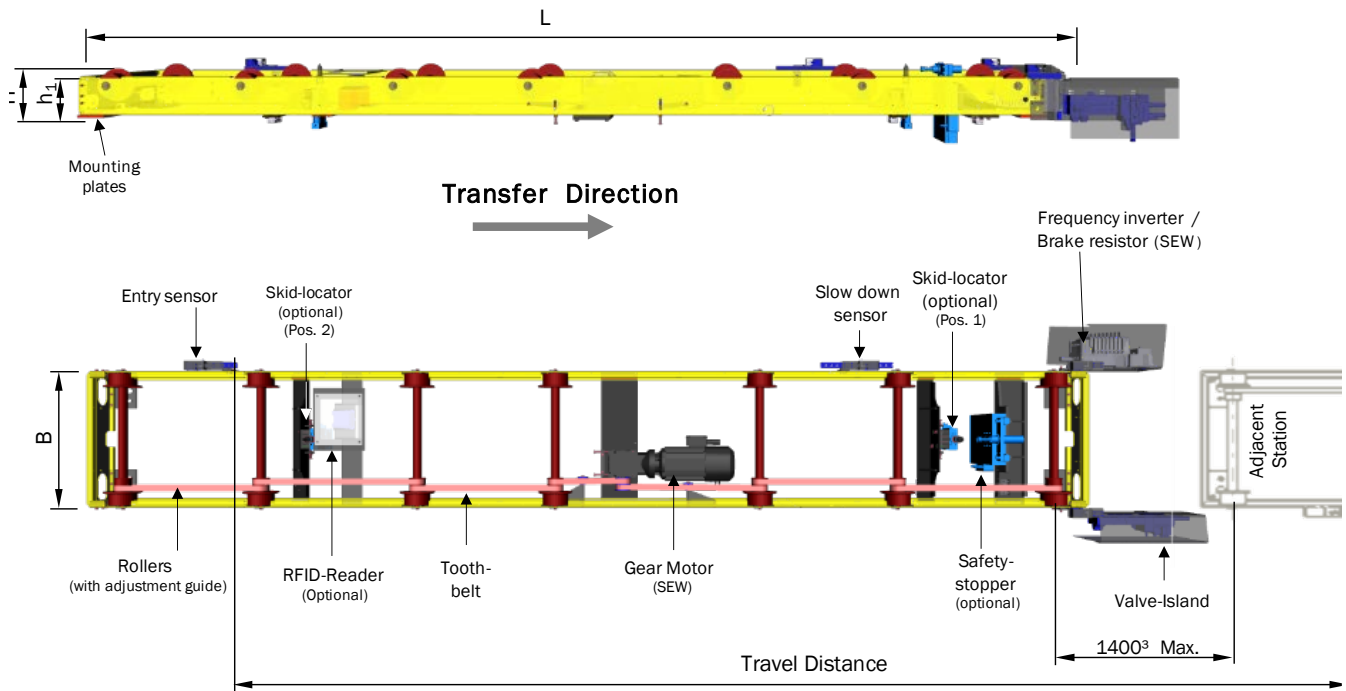 L
h₁
Mounting
plates
Transfer Direction
Frequency inverter /
Brake resistor (SEW)
Entry sensor
Skid-locator
(optional)
(Pos. 2)
Slow down
sensor
Skid-locator
(optional)
(Pos. 1)
B
Adjacent
Station
Rollers
(with adjustment guide)
RFID-Reader
(Optional)
Tooth-
belt
Gear Motor
(SEW)
Safety-
stopper
(optional)
Valve-Island
1400³ Max.
Travel Distance